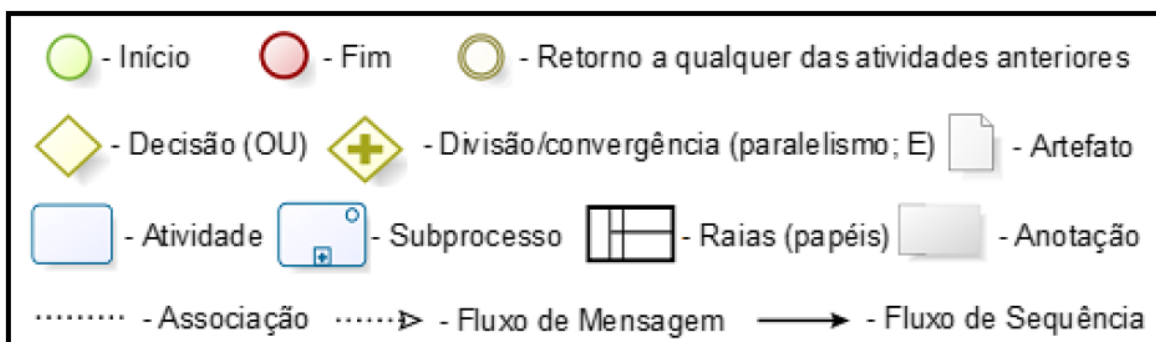 - Início - Fim - Retorno a qualquer das atividades anteriores
- Decisão (OU) - Divisão/convergência (paralelismo; E) - Artefato
- Atividade - Subprocesso - Raias (papéis) - Anotação
- Associação - Fluxo de Mensagem - Fluxo de Sequência